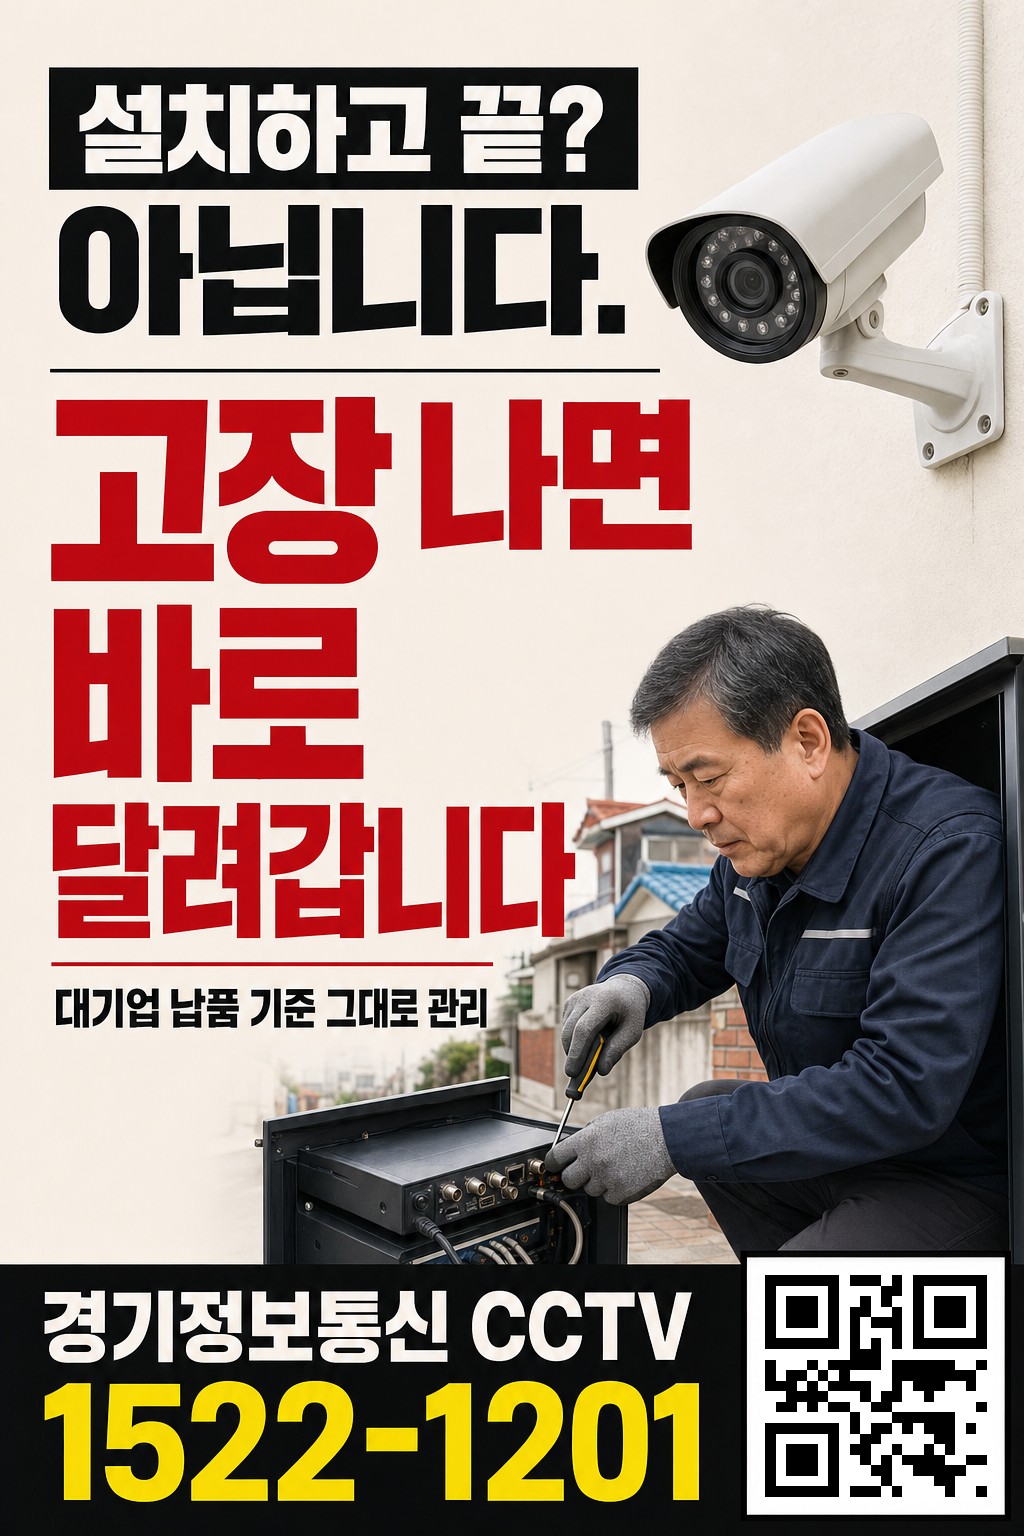 설치하고 끝?
아닙니다.
고장 나면
바로
달려갑니다
대기업 납품 기준 그대로 관리
경기정보통신 CCTV
1522-1201